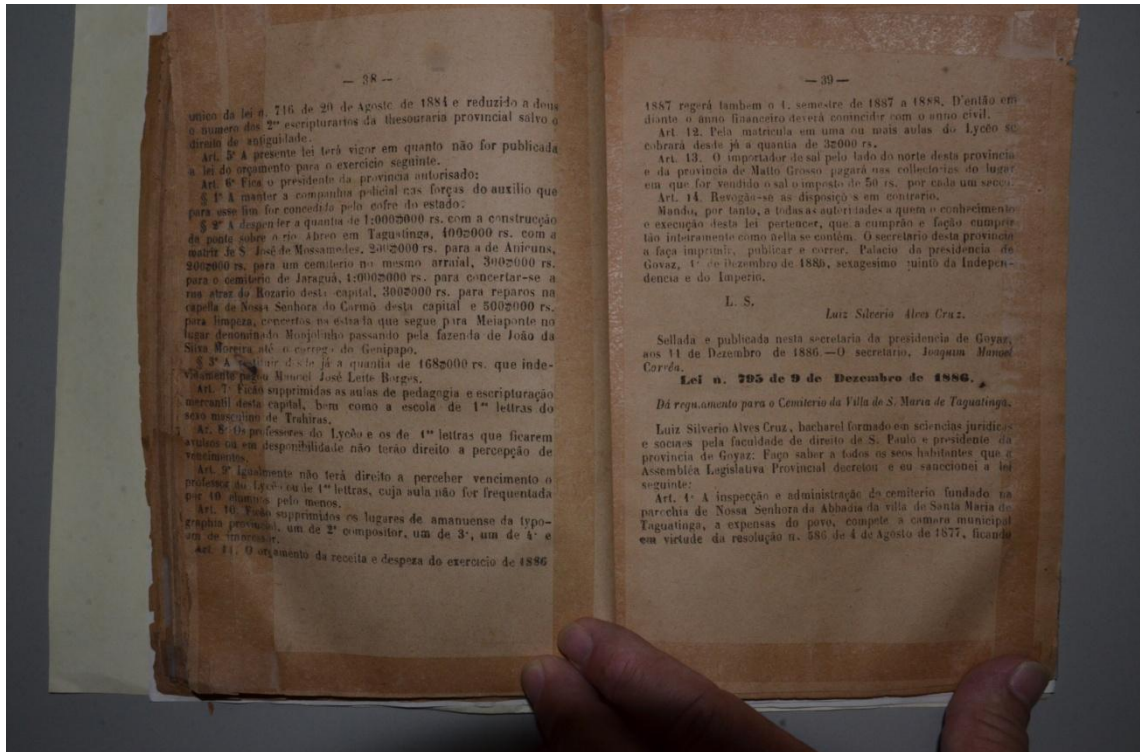 — 38 —
unico da lei n. 716 de 20 de Agosto de 1884 e reduzido a dous
o numero das 2ᵒˢ escripturarios da thesouraria provincial salvo o
direito de antiguidade.
Art. 5º A presente lei terá vigor em quanto não for publicada
a lei do orçamento para o exercicio seguinte.
Art. 6º Fica o presidente da provincia autorisado:
§ 1º A manter a companhia policial nas forças do auxilio que
para esse fim for concedido pelo cofre do estado:
§ 2º A despender a quantia de 1:000$000 rs. com a construcção
da ponte sobre o rio Abreo em Taguatinga, 400$000 rs. com a
matriz de S José de Mossamedes, 200$000 rs. para a de Anicuns,
200$000 rs. para um cemiterio no mesmo arraial, 300$000 rs.
para o cemiterio de Jaraguá, 1:000$000 rs. para concertar-se a
rua atraz do Rozario desta capital, 300$000 rs. para reparos na
capella de Nossa Senhora do Carmo desta capital e 500$000 rs.
para limpeza, concertos na estrada que segue para Meiaponte no
lugar denominado Monjolinho passando pela fazenda de João da
Silva Moreira até o corrego do Genipapo.
§ 3º A restituir desde já a quantia de 168$000 rs. que inde-
vidamente pagou Manoel José Leite Borges.
Art. 7º Ficão supprimidas as aulas de pedagogia e escripturação
mercantil desta capital, bem como a escola de 1ᵃˢ lettras do
sexo masculino de Trahiras.
Ar. 8º Os professores do Lycêo e os de 1ᵃˢ lettras que ficarem
avulsos ou em desponibilidade não terão direito a percepção de
vencimentos.
Art. 9º Igualmente não terá direito a perceber vencimento o
professor do Lycêo ou de 1ᵃˢ lettras, cuja aula não for frequentada
por 10 alumnos pelo menos.
Art. 10. Ficão supprimidos os lugares de amanuense da typo-
graphia provincial, um de 2º compositor, um de 3º, um de 4º e
um de impressor.
Art. 11. O orçamento da receita e despeza do exercicio de 1886
— 39 —
1887 regerá tambem o 1. semestre de 1887 a 1888. D'então em
diante o anno financeiro deverá comincidir com o anno civil.
Art. 12. Pela matricula em uma ou mais aulas do Lycêo se
cobrará desde já a quantia de 3$000 rs.
Art. 13. O importador de sal pelo lado do norte desta provincia
e da provincia de Matto Grosso pagará nas collectorias do lugar
em que for vendido o sal o imposto de 50 rs. por cada um secco.
Art. 14. Revogão-se as disposiçõ s em contrario.
Mando, por tanto, a todas as autoridades a quem o conhecimento
e execução desta lei pertencer, que a cumprão e fação cumprir
tão inteiramente como nella se contém. O secretario desta provincia
a faça imprimir, publicar e correr. Palacio da presidencia de
Goyaz, 1º de Dezembro de 1886, sexagesimo quinto da Indepen-
dencia e do Imperio.
L. S.
Luiz Silverio Alves Cruz.
Sellada e publicada nesta secretaria da presidencia de Goyaz,
aos 11 de Dezembro de 1886.—O secretario, Joaquim Manoel
Corrêa.
Lei n. 795 de 9 de Dezembro de 1886.
Dá regulamento para o Cemiterio da Villa de S. Maria de Taguatinga.
Luiz Silverio Alves Cruz, bacharel formado em sciencias juridicas
e sociaes pela faculdade de direito de S. Paulo e presidente da
provincia de Goyaz: Faço saber a todos os seos habitantes que a
Assembléa Legislativa Provincial decretou e eu sanccionei a lei
seguinte:
Art. 1º A inspecção e administração do cemiterio fundado na
parochia de Nossa Senhora da Abbadia da villa de Santa Maria de
Taguatinga, a expensas do povo, compete a camara municipal
em virtude da resolução n. 586 de 4 de Agosto de 1877, ficando